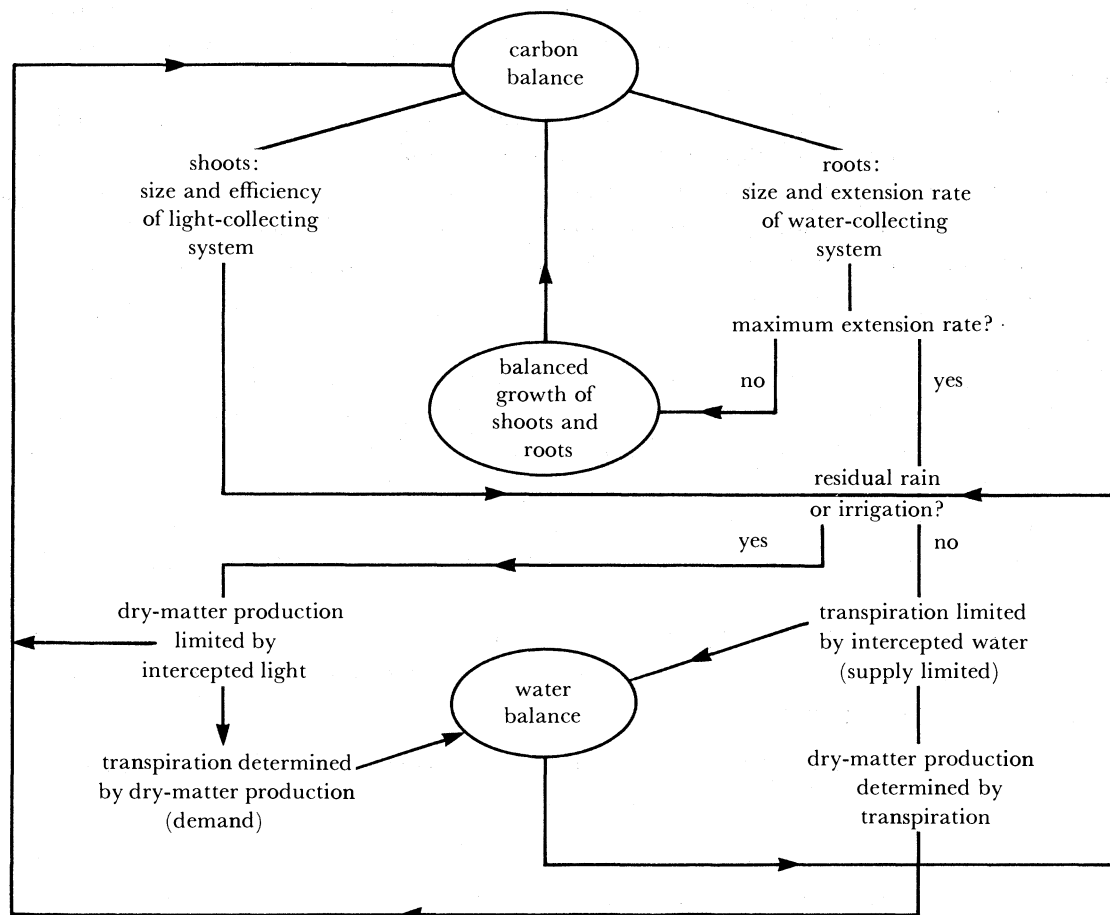 carbon
balance
shoots:
size and efficiency
of light-collecting
system
roots:
size and extension rate
of water-collecting
system
maximum extension rate?
no
yes
balanced
growth of
shoots and
roots
residual rain
or irrigation?
yes
no
dry-matter production
limited by
intercepted light
transpiration limited
by intercepted water
(supply limited)
water
balance
transpiration determined
by dry-matter production
(demand)
dry-matter production
determined by
transpiration